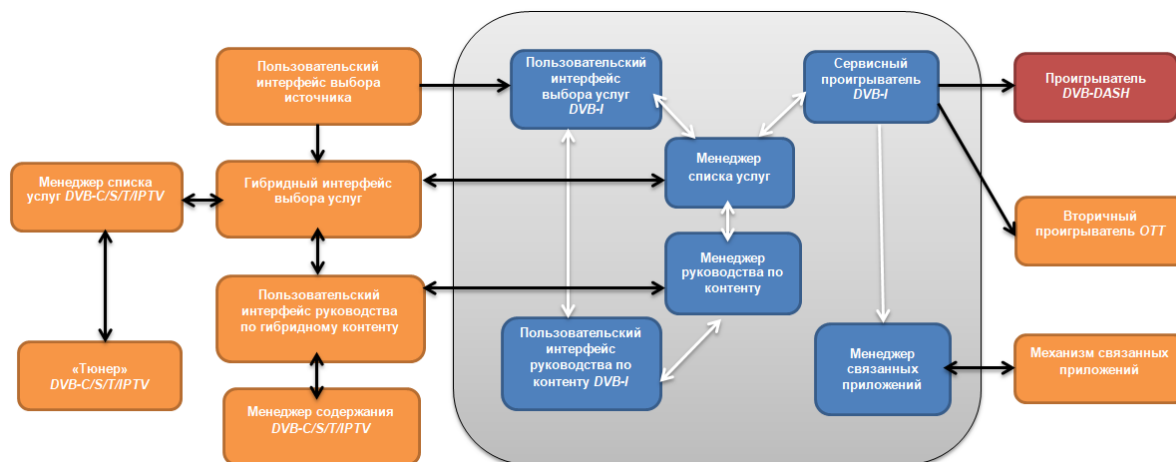 Пользовательский
интерфейс выбора
источника
Пользовательский
интерфейс
выбора услуг
DVB-I
Сервисный
проигрыватель
DVB-I
Проигрыватель
DVB-DASH
Менеджер списка
услуг DVB-C/S/T/IPTV
Гибридный интерфейс
выбора услуг
Менеджер
списка услуг
Вторичный
проигрыватель ОТТ
Пользовательский
интерфейс руководства
по гибридному контенту
Менеджер
руководства по
контенту
«Тюнер»
DVB-C/S/T/IPTV
Пользовательский
интерфейс
руководства по
контенту DVB-I
Менеджер
связанных
приложений
Механизм связанных
приложений
Менеджер содержания
DVB-C/S/T/IPTV